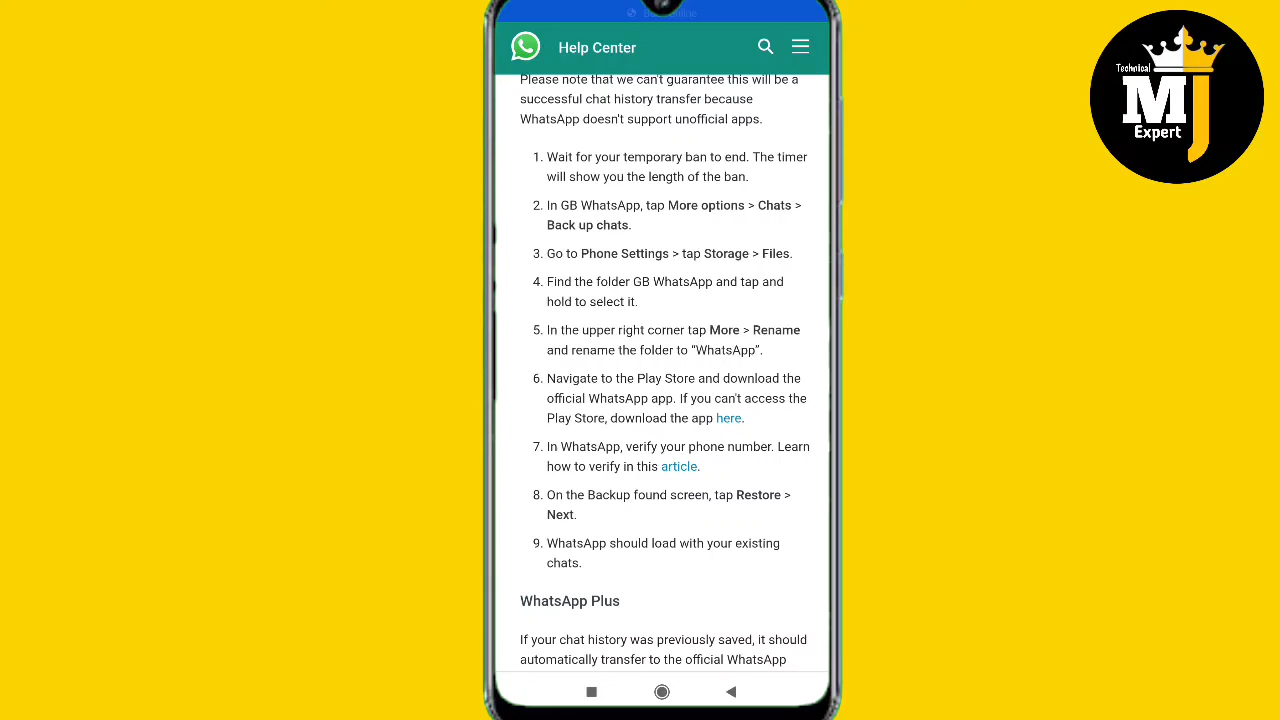 Help Center
Please note that we can't guarantee this will be a
successful chat history transfer because
WhatsApp doesn't support unofficial apps.
1. Wait for your temporary ban to end. The timer
will show you the length of the ban.
2. In GB WhatsApp, tap More options > Chats >
Back up chats.
3. Go to Phone Settings > tap Storage > Files.
4. Find the folder GB WhatsApp and tap and
hold to select it.
5. In the upper right corner tap More > Rename
and rename the folder to “WhatsApp”.
6. Navigate to the Play Store and download the
official WhatsApp app. If you can't access the
Play Store, download the app here.
7. In WhatsApp, verify your phone number. Learn
how to verify in this article.
8. On the Backup found screen, tap Restore >
Next.
9. WhatsApp should load with your existing
chats.
WhatsApp Plus
If your chat history was previously saved, it should
automatically transfer to the official WhatsApp
Technical
MJ
Expert